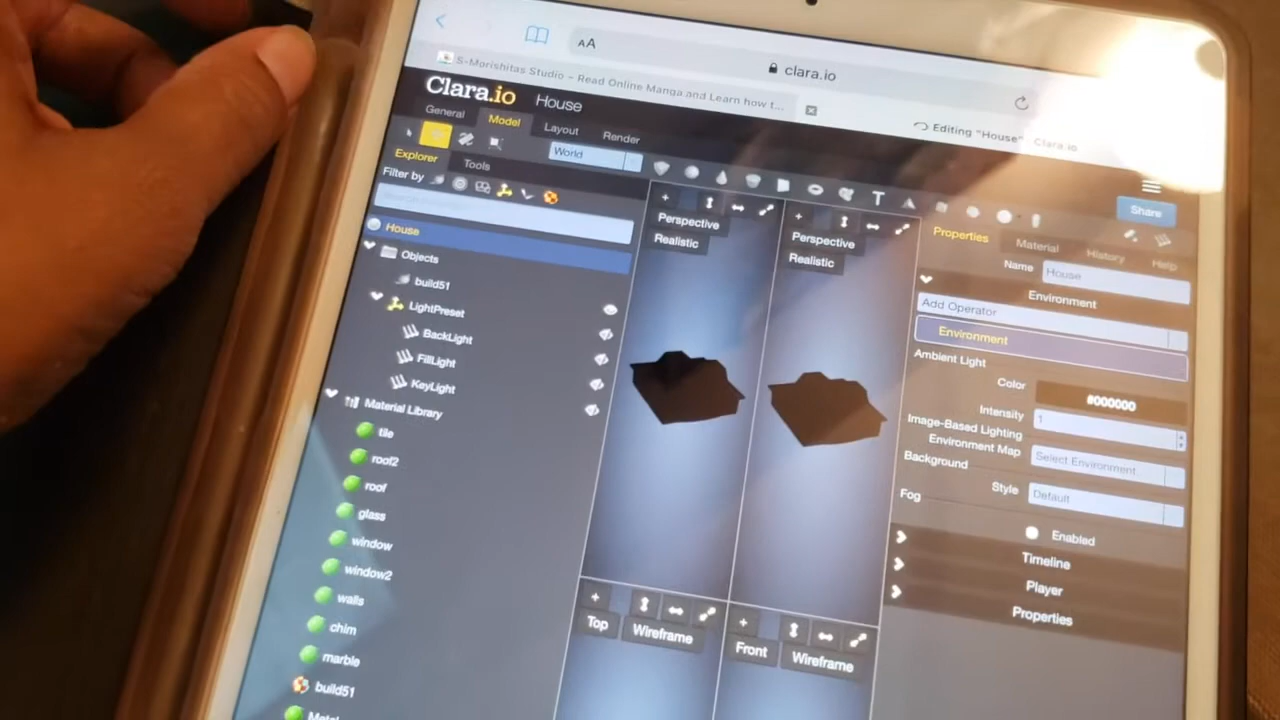 AA
clara.io
S-Morishitas Studio - Read Online Manga and Learn how t...
Editing "House" - Clara.io
Clara.io House
General Model Layout Render
World
Explorer Tools
Filter by
T
Share
House
Objects
build51
LightPreset
BackLight
FillLight
KeyLight
Material Library
tile
roof2
roof
glass
window
window2
walls
chim
marble
build51
Perspective
Realistic
Perspective
Realistic
Top Wireframe
Front Wireframe
Properties Material History Help
Name House
Environment
Add Operator
Environment
Ambient Light
Color #000000
Intensity 1
Image-Based Lighting
Environment Map Select Environment
Background
Style Default
Fog
Enabled
Timeline
Player
Properties